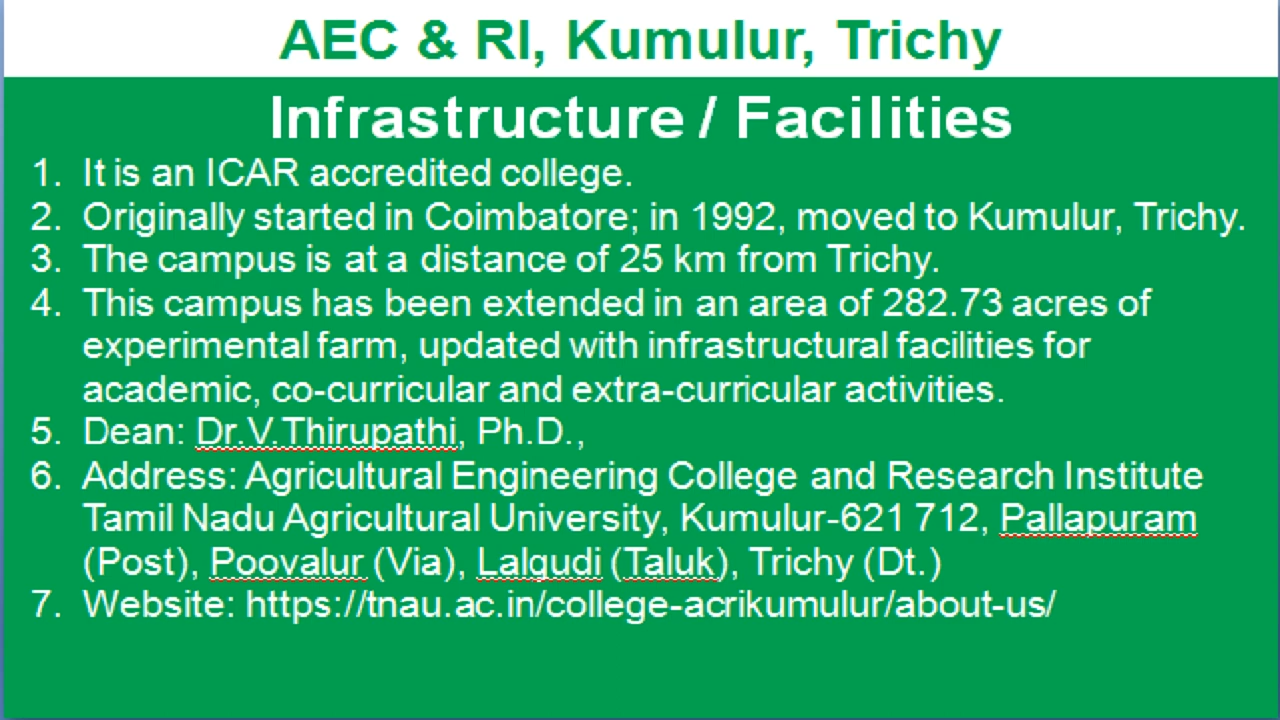 AEC & RI, Kumulur, Trichy
Infrastructure / Facilities
1. It is an ICAR accredited college.
2. Originally started in Coimbatore; in 1992, moved to Kumulur, Trichy.
3. The campus is at a distance of 25 km from Trichy.
4. This campus has been extended in an area of 282.73 acres of
experimental farm, updated with infrastructural facilities for
academic, co-curricular and extra-curricular activities.
5. Dean: Dr.V.Thirupathi, Ph.D.,
6. Address: Agricultural Engineering College and Research Institute
Tamil Nadu Agricultural University, Kumulur-621 712, Pallapuram
(Post), Poovalur (Via), Lalgudi (Taluk), Trichy (Dt.)
7. Website: https://tnau.ac.in/college-acrikumulur/about-us/